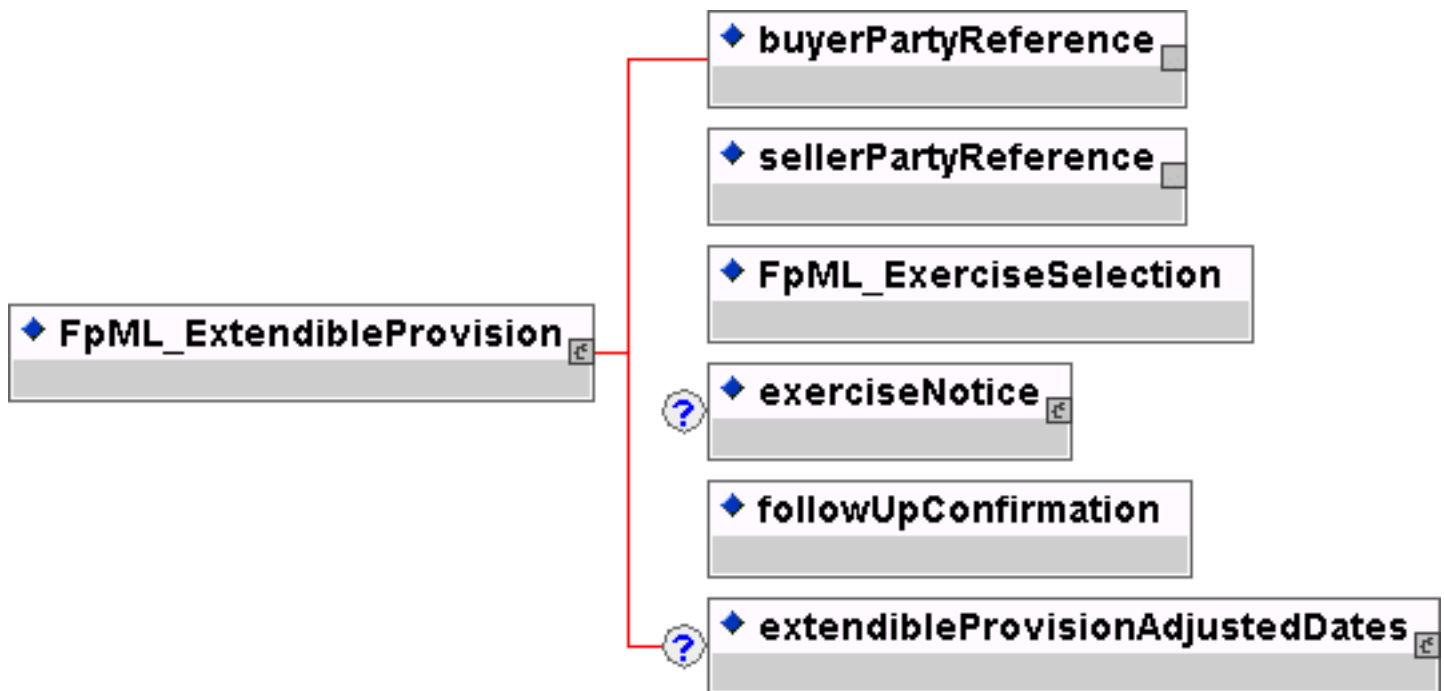 buyerPartyReference
sellerPartyReference
FpML_ExerciseSelection
FpML_ExtendibleProvision
? exerciseNotice
followUpConfirmation
? extendibleProvisionAdjustedDates